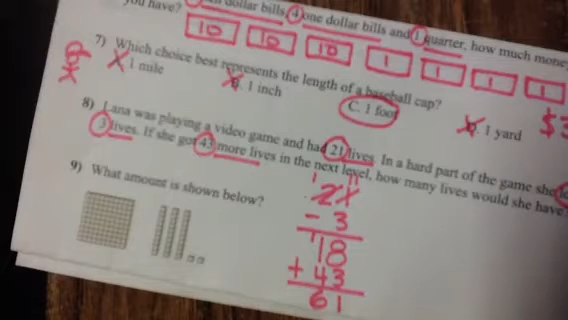 you have? dollar bills, 4 one dollar bills and 1 quarter, how much money
10 10 10 1 1 1 1
7) Which choice best represents the length of a baseball cap?
1 mile B. 1 inch C. 1 foot D. 1 yard
$3
8) Lana was playing a video game and had 21 lives. In a hard part of the game she
3 lives. If she got 43 more lives in the next level, how many lives would she have
9) What amount is shown below?
1 11
21
- 3
1
18
+ 43
61